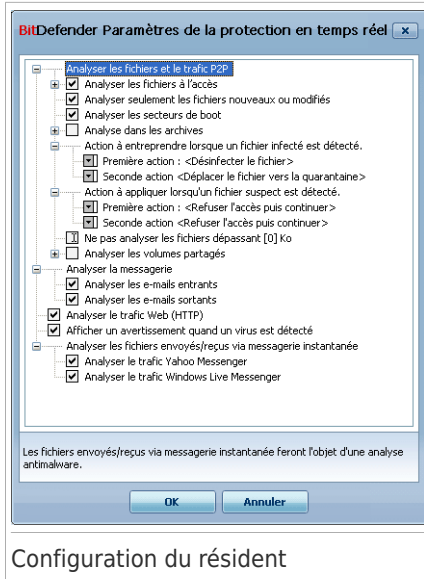 BitDefender Paramètres de la protection en temps réel
Analyser les fichiers et le trafic P2P
Analyser les fichiers à l'accès
Analyser seulement les fichiers nouveaux ou modifiés
Analyser les secteurs de boot
Analyse dans les archives
Action à entreprendre lorsque un fichier infecté est détecté.
Première action : <Désinfecter le fichier>
Seconde action <Déplacer le fichier vers la quarantaine>
Action à appliquer lorsqu'un fichier suspect est détecté.
Première action : <Refuser l'accès puis continuer>
Seconde action <Refuser l'accès puis continuer>
Ne pas analyser les fichiers dépassant [0] Ko
Analyser les volumes partagés
Analyser la messagerie
Analyser les e-mails entrants
Analyser les e-mails sortants
Analyser le trafic Web (HTTP)
Afficher un avertissement quand un virus est détecté
Analyser les fichiers envoyés/reçus via messagerie instantanée
Analyser le trafic Yahoo Messenger
Analyser le trafic Windows Live Messenger
Les fichiers envoyés/reçus via messagerie instantanée feront l'objet d'une analyse
antimalware.
OK Annuler
Configuration du résident